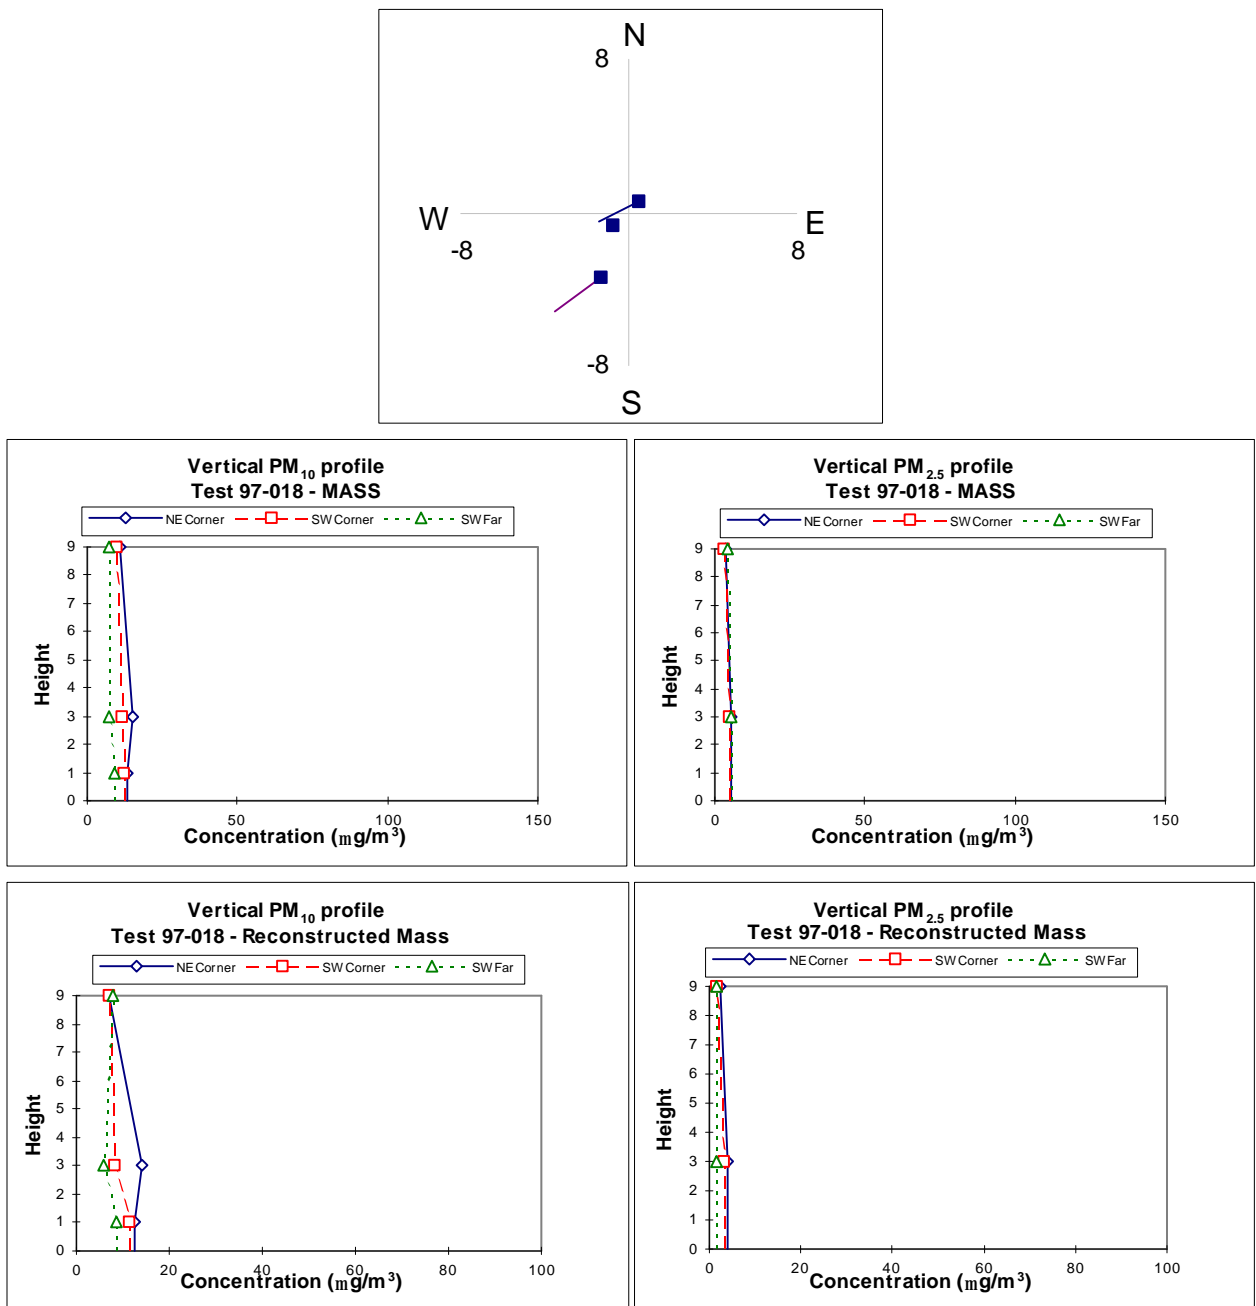 N
8
W
E
-8
8
-8
S
Vertical PM10 profile
Test 97-018 - MASS
NE Corner SW Corner SW Far
9
8
7
6
5
4
3
2
1
0
Height
0 50 100 150
Concentration (mg/m3)
Vertical PM2.5 profile
Test 97-018 - MASS
NE Corner SW Corner SW Far
9
8
7
6
5
4
3
2
1
0
Height
0 50 100 150
Concentration (mg/m3)
Vertical PM10 profile
Test 97-018 - Reconstructed Mass
NE Corner SW Corner SW Far
9
8
7
6
5
4
3
2
1
0
Height
0 20 40 60 80 100
Concentration (mg/m3)
Vertical PM2.5 profile
Test 97-018 - Reconstructed Mass
NE Corner SW Corner SW Far
9
8
7
6
5
4
3
2
1
0
Height
0 20 40 60 80 100
Concentration (mg/m3)